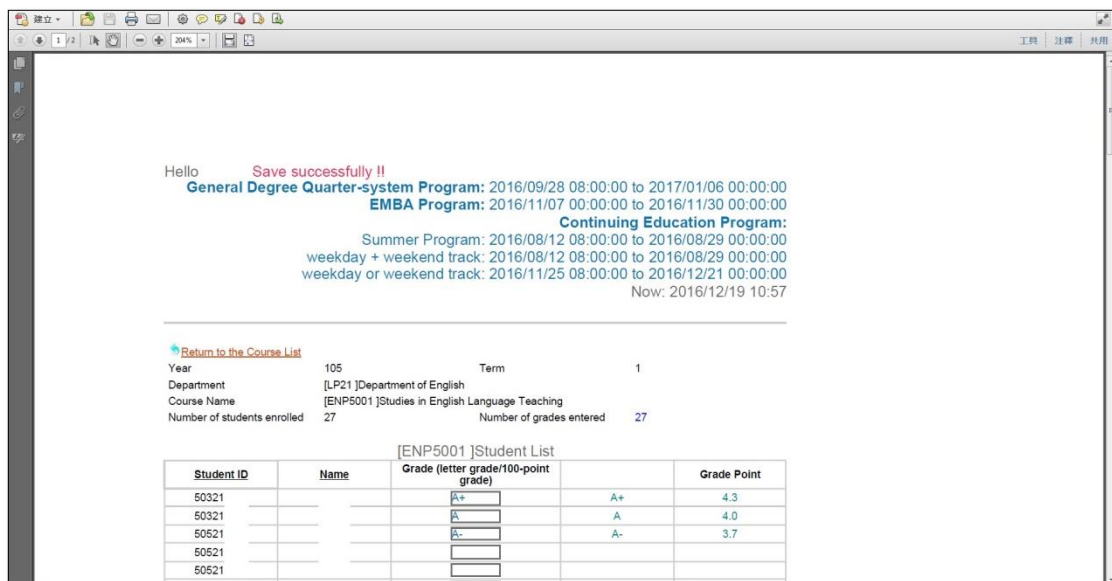 建立
1 / 2
204%
工具 註釋 共用
Hello Save successfully !!
General Degree Quarter-system Program: 2016/09/28 08:00:00 to 2017/01/06 00:00:00
EMBA Program: 2016/11/07 00:00:00 to 2016/11/30 00:00:00
Continuing Education Program:
Summer Program: 2016/08/12 08:00:00 to 2016/08/29 00:00:00
weekday + weekend track: 2016/08/12 08:00:00 to 2016/08/29 00:00:00
weekday or weekend track: 2016/11/25 08:00:00 to 2016/12/21 00:00:00
Now: 2016/12/19 10:57
Return to the Course List
Year 105 Term 1
Department [LP21 ]Department of English
Course Name [ENP5001 ]Studies in English Language Teaching
Number of students enrolled 27 Number of grades entered 27
[ENP5001 ]Student List
Student ID Name Grade (letter grade/100-point grade) Grade Point
50321 A+ A+ 4.3
50321 A A 4.0
50521 A- A- 3.7
50521
50521